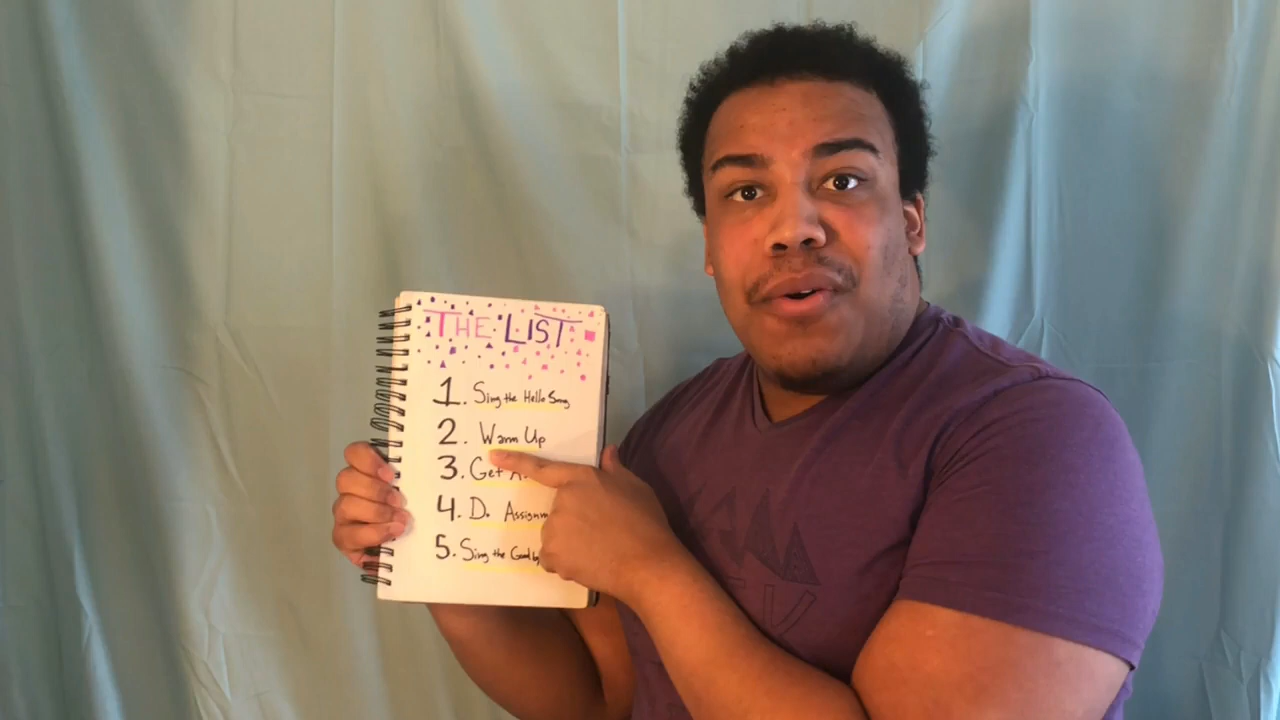 THE LIST
1. Sing the Hello Song
2. Warm Up
3. Get
4. Do Assignm
5. Sing the Goodby